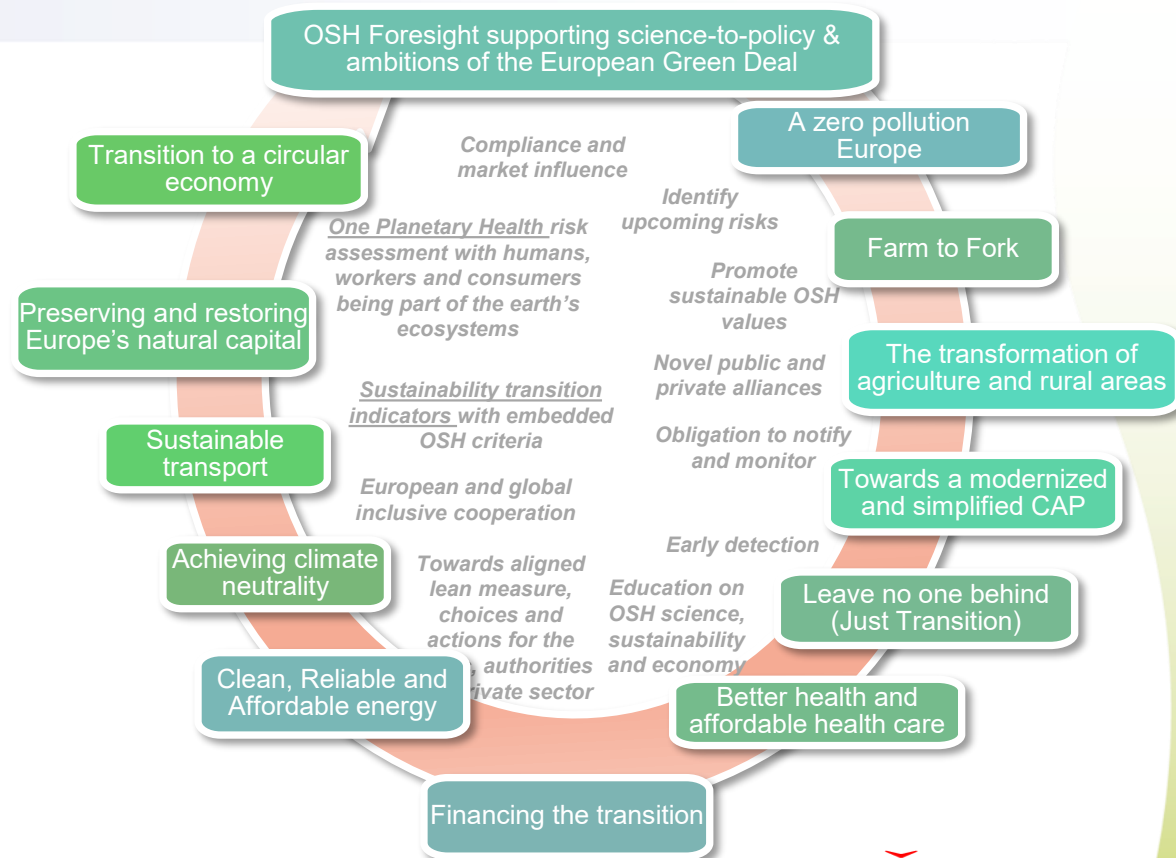 OSH Foresight supporting science-to-policy &
ambitions of the European Green Deal
A zero pollution
Europe
Farm to Fork
The transformation of
agriculture and rural areas
Towards a modernized
and simplified CAP
Leave no one behind
(Just Transition)
Better health and
affordable health care
Financing the transition
Clean, Reliable and
Affordable energy
Achieving climate
neutrality
Sustainable
transport
Preserving and restoring
Europe's natural capital
Transition to a circular
economy
Compliance and
market influence
One Planetary Health risk
assessment with humans,
workers and consumers
being part of the earth's
ecosystems
Sustainability transition
indicators with embedded
OSH criteria
European and global
inclusive cooperation
Towards aligned
lean measure,
choices and
actions for the
, authorities
rivate sector
Identify
upcoming risks
Promote
sustainable OSH
values
Novel public and
private alliances
Obligation to notify
and monitor
Early detection
Education on
OSH science,
sustainability
and economy